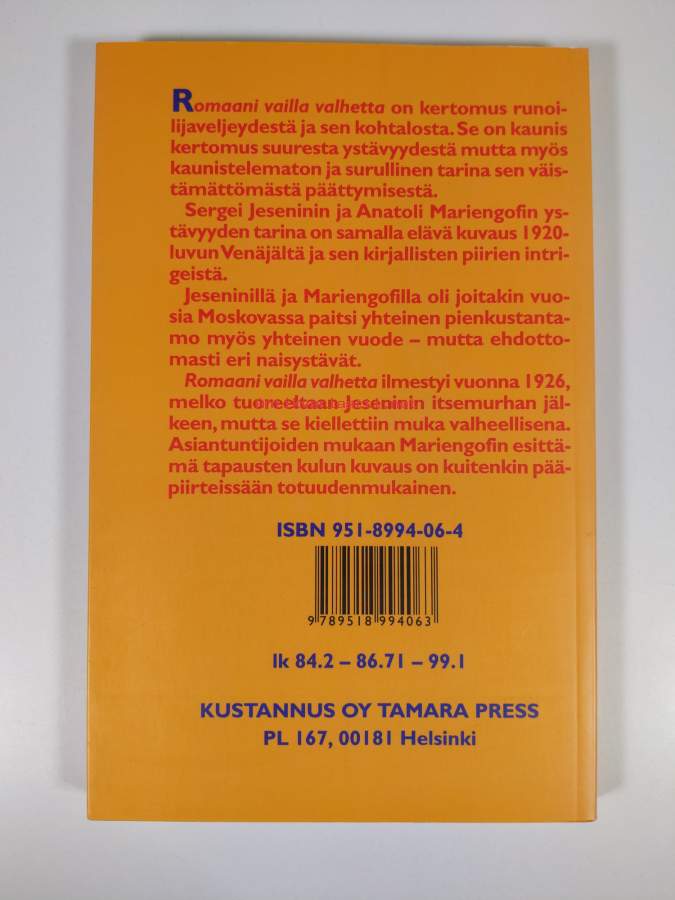 Romaani vailla valhetta on kertomus runoi-
lijaveljeydestä ja sen kohtalosta. Se on kaunis
kertomus suuresta ystävyydestä mutta myös
kaunistelematon ja surullinen tarina sen väis-
tämättömästä päättymisestä.
Sergei Jeseninin ja Anatoli Mariengofin ys-
tävyyden tarina on samalla elävä kuvaus 1920-
luvun Venäjältä ja sen kirjallisten piirien intri-
geistä.
Jeseninillä ja Mariengofilla oli joitakin vuo-
sia Moskovassa paitsi yhteinen pienkustanta-
mo myös yhteinen vuode – mutta ehdotto-
masti eri naisystävät.
Romaani vailla valhetta ilmestyi vuonna 1926,
melko tuoreeltaan Jeseninin itsemurhan jäl-
keen, mutta se kiellettiin muka valheellisena.
Asiantuntijoiden mukaan Mariengofin esittä-
mä tapausten kulun kuvaus on kuitenkin pää-
piirteissään totuudenmukainen.
ISBN 951-8994-06-4
9 789518 994063
lk 84.2 – 86.71 – 99.1
KUSTANNUS OY TAMARA PRESS
PL 167, 00181 Helsinki